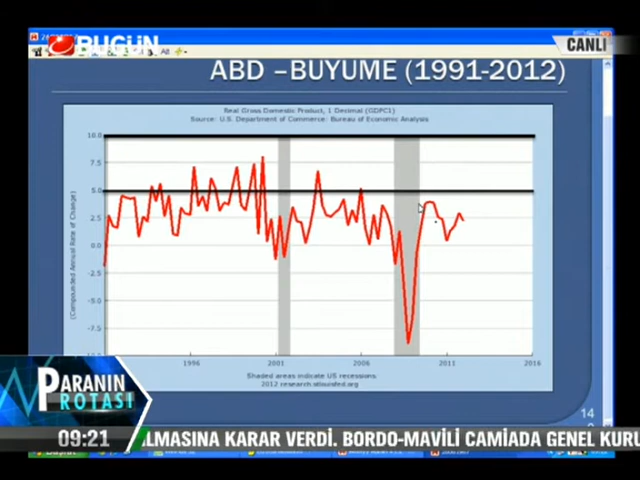 BUGÜN
CANLI
ABD –BUYUME (1991-2012)
Real Gross Domestic Product, 1 Decimal (GDPC1)
Source: U.S. Department of Commerce: Bureau of Economic Analysis
(Compounded Annual Rate of Change)
10.0
7.5
5.0
2.5
0.0
-2.5
-5.0
-7.5
1996
2001
2006
2011
2016
Shaded areas indicate US recessions.
2012 research.stlouisfed.org
14
PARANIN
ROTASI
09:21
ILMASINA KARAR VERDİ. BORDO-MAVİLİ CAMİADA GENEL KURU